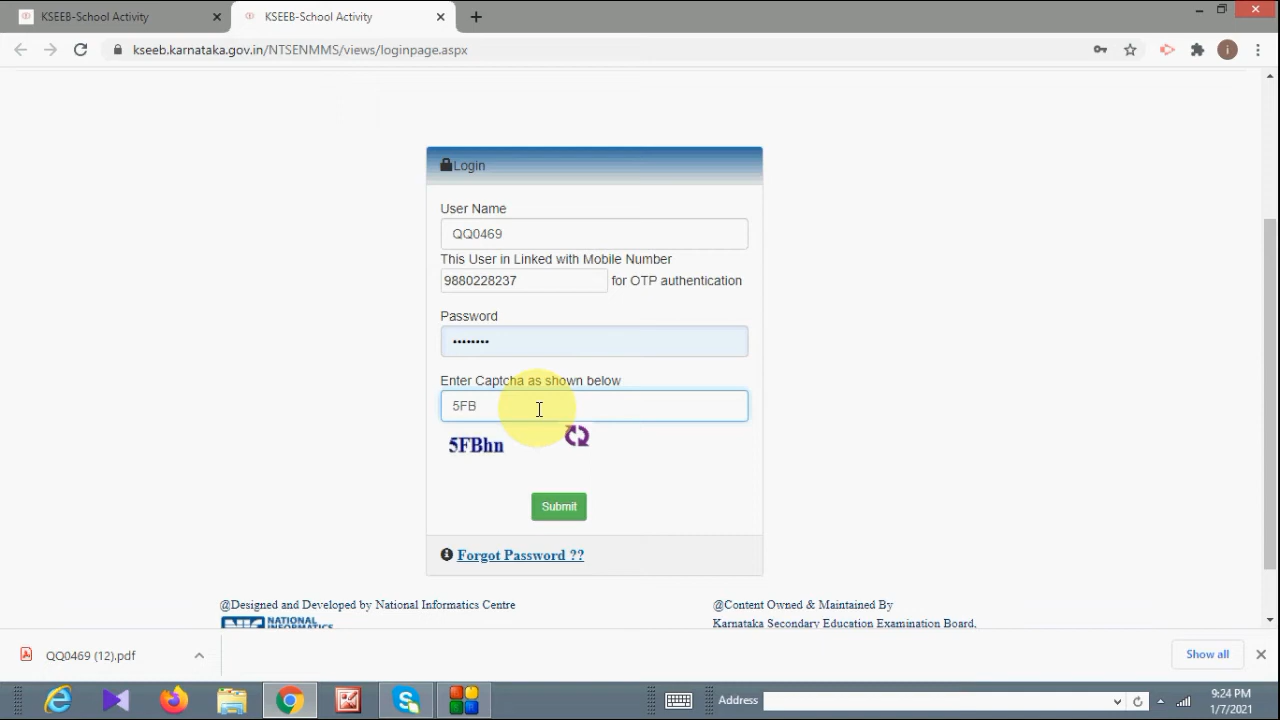 KSEEB-School Activity
KSEEB-School Activity
kseeb.karnataka.gov.in/NTSENMMS/views/loginpage.aspx
i
Login
User Name
QQ0469
This User in Linked with Mobile Number
9880228237 for OTP authentication
Password
••••••••
Enter Captcha as shown below
5FB
5FBhn
Submit
Forgot Password ??
@Designed and Developed by National Informatics Centre
@Content Owned & Maintained By
NATIONAL
INFORMATICS
Karnataka Secondary Education Examination Board,
QQ0469 (12).pdf
Show all
Address
9:24 PM
1/7/2021